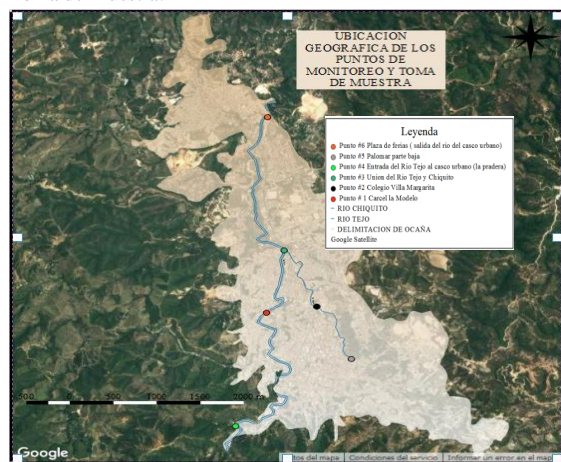 UBICACION
GEOGRAFICA DE LOS
PUNTOS DE
MONITOREO Y TOMA
DE MUESTRA
Leyenda
Punto #6 Plaza de ferias ( salida del rio del casco urbano)
Punto #5 Palomar parte baja
Punto #4 Entrada del Rio Tejo al casco urbano (la pradera)
Punto #3 Union del Rio Tejo y Chiquito
Punto #2 Colegio Villa Margarita
Punto # 1 Carcel la Modelo
RIO CHIQUITO
RIO TEJO
DELIMITACION DE OCAÑA
Google Satellite
500 0 500 1000 1500 2000 m
Google
Condiciones del servicio
Informar un error en el mapa